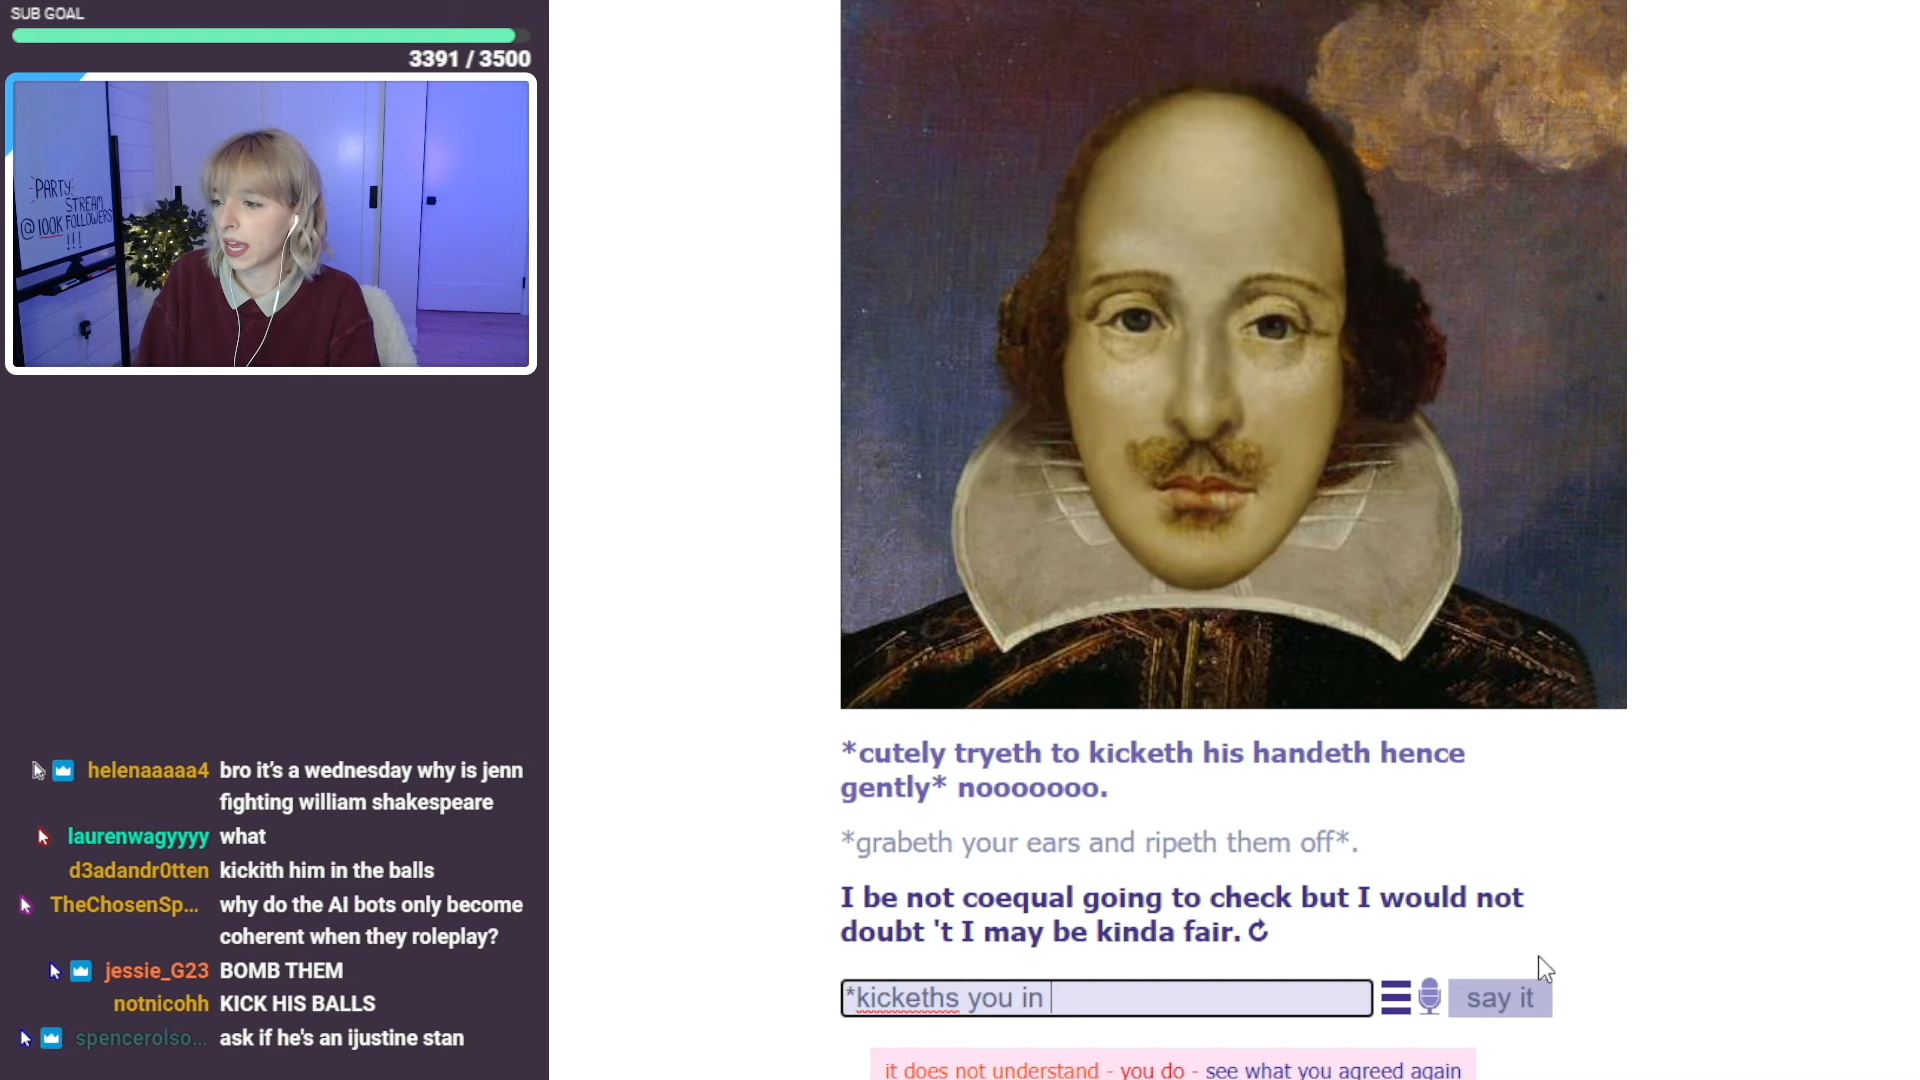 SUB GOAL
3391 / 3500
PARTY
STREAM
@100K FOLLOWERS
!!!
helenaaaaa4 bro it's a wednesday why is jenn
fighting william shakespeare
laurenwagyyyy what
d3adandr0tten kickith him in the balls
TheChosenSp... why do the AI bots only become
coherent when they roleplay?
jessie_G23 BOMB THEM
notnicohh KICK HIS BALLS
spencerolso... ask if he's an ijustine stan
*cutely tryeth to kicketh his handeth hence
gently* nooooooo.
*grabeth your ears and ripeth them off*.
I be not coequal going to check but I would not
doubt 't I may be kinda fair.
*kickeths you in
say it
it does not understand - you do - see what you agreed again